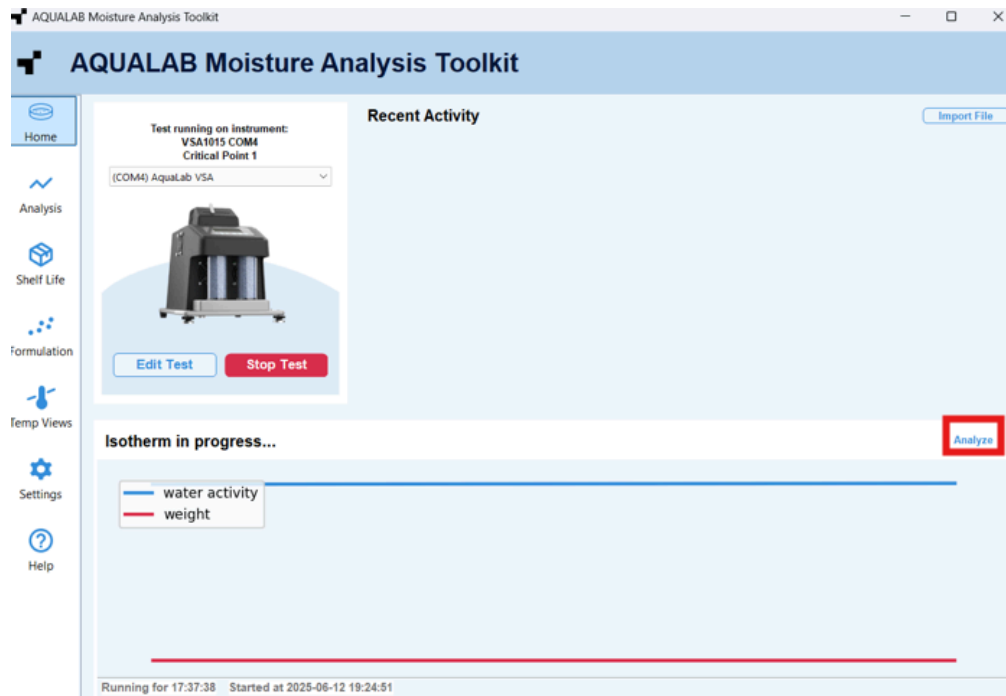 AQUALAB Moisture Analysis Toolkit
AQUALAB Moisture Analysis Toolkit
Home
Analysis
Shelf Life
Formulation
Temp Views
Settings
Help
Test running on instrument:
VSA1015 COM4
Critical Point 1
(COM4) AquaLab VSA
Edit Test
Stop Test
Recent Activity
Import File
Isotherm in progress...
Analyze
water activity
weight
Running for 17:37:38 Started at 2025-06-12 19:24:51